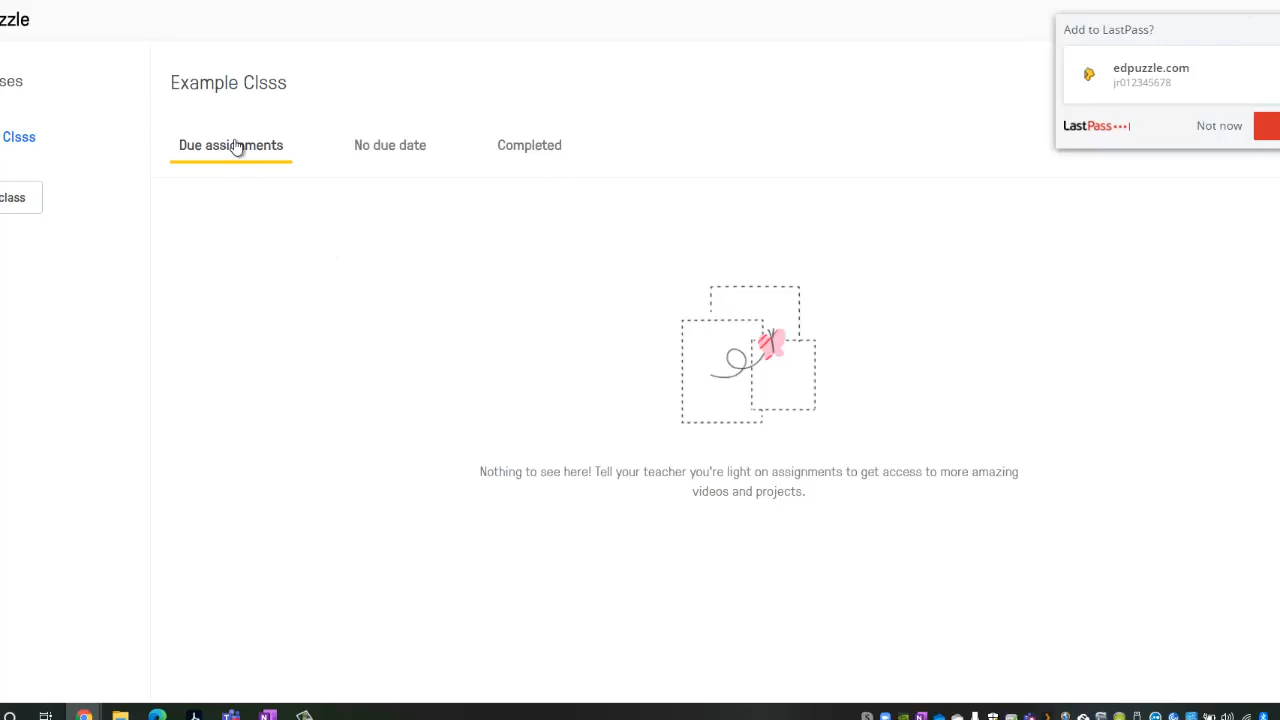 zzle
Add to LastPass?
edpuzzle.com
jr012345678
LastPass
Not now
ses
Clsss
class
Example Clsss
Due assignments
No due date
Completed
Nothing to see here! Tell your teacher you're light on assignments to get access to more amazing
videos and projects.